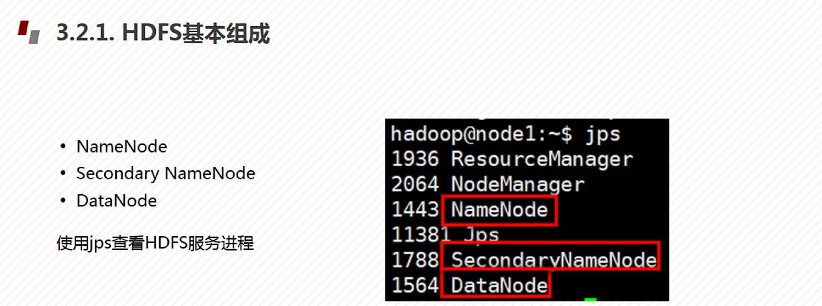 3.2.1. HDFS基本组成
• NameNode
• Secondary NameNode
• DataNode
使用jps查看HDFS服务进程
hadoop@node1:~$ jps
1936 ResourceManager
2064 NodeManager
1443 NameNode
11381 Jps
1788 SecondaryNameNode
1564 DataNode